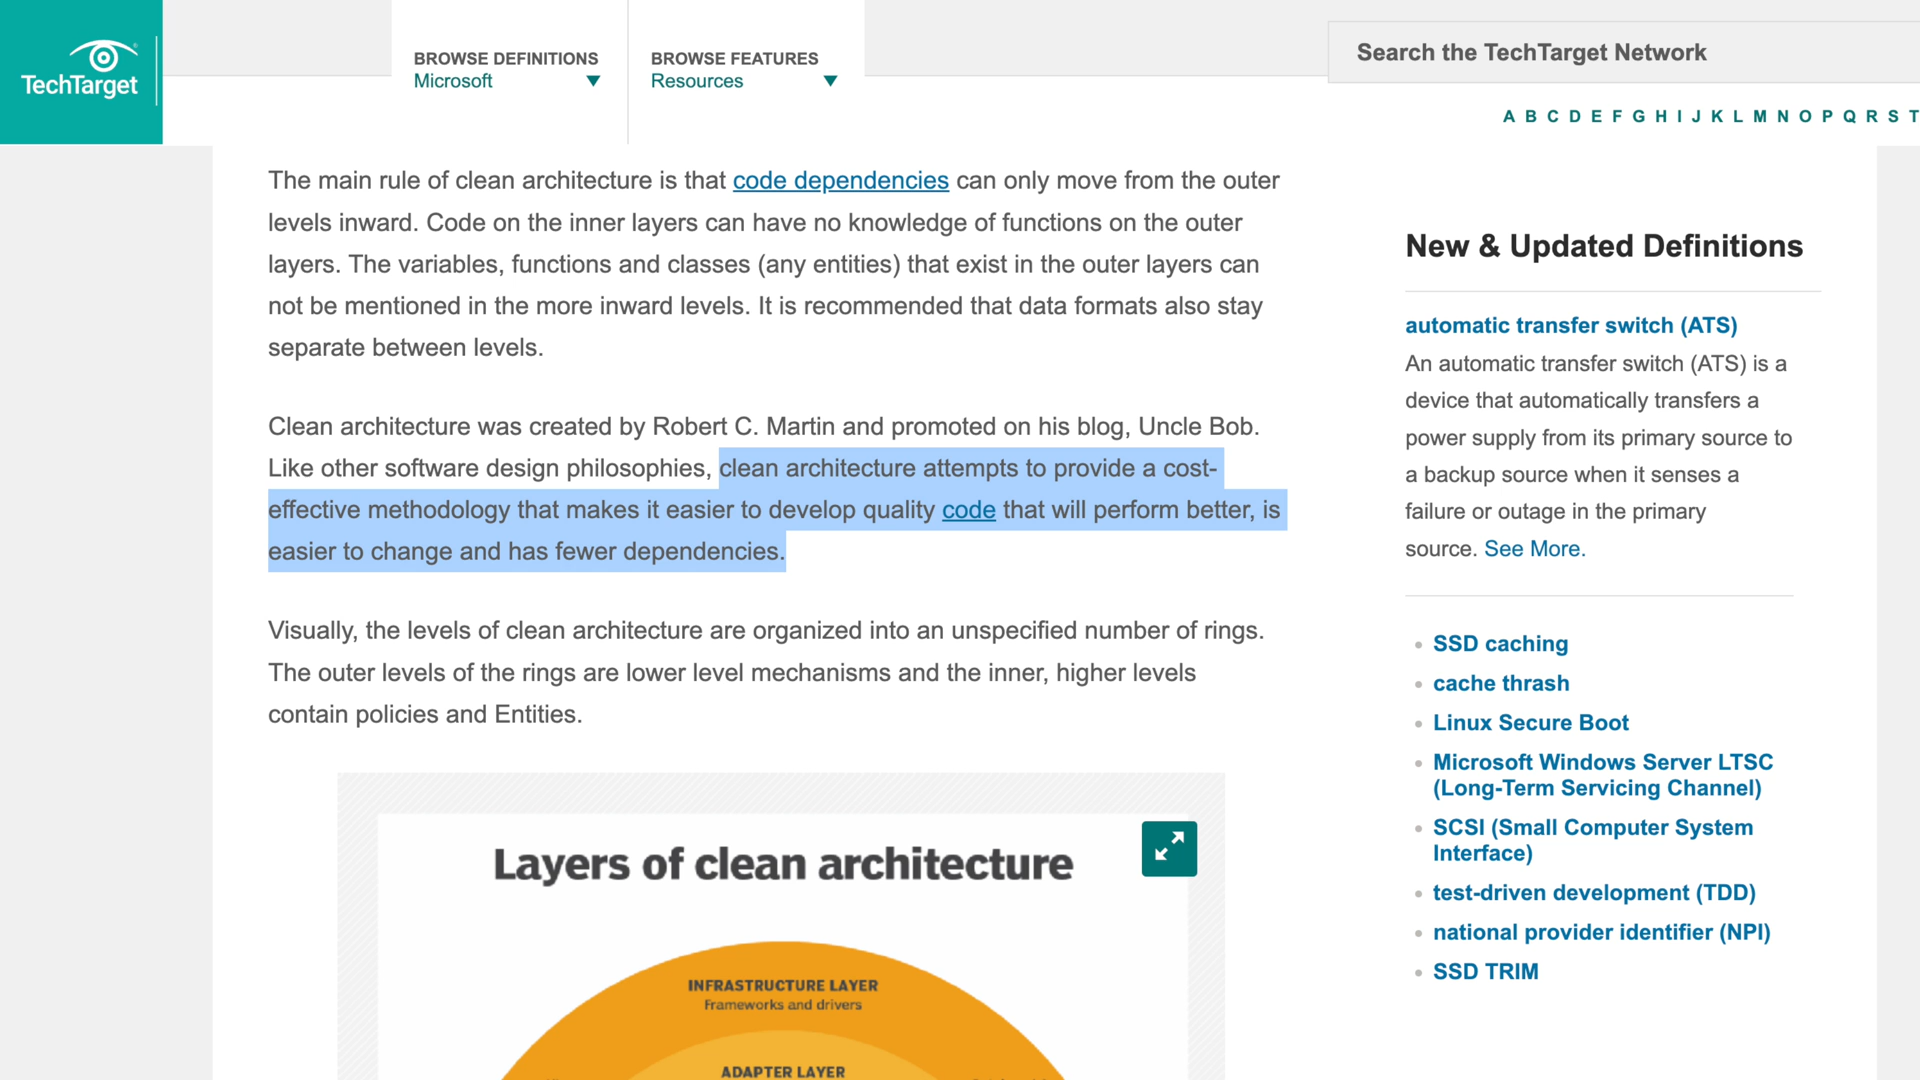 TechTarget
BROWSE DEFINITIONS
Microsoft
BROWSE FEATURES
Resources
Search the TechTarget Network
A B C D E F G H I J K L M N O P Q R S T
The main rule of clean architecture is that code dependencies can only move from the outer
levels inward. Code on the inner layers can have no knowledge of functions on the outer
layers. The variables, functions and classes (any entities) that exist in the outer layers can
not be mentioned in the more inward levels. It is recommended that data formats also stay
separate between levels.
Clean architecture was created by Robert C. Martin and promoted on his blog, Uncle Bob.
Like other software design philosophies, clean architecture attempts to provide a cost-
effective methodology that makes it easier to develop quality code that will perform better, is
easier to change and has fewer dependencies.
Visually, the levels of clean architecture are organized into an unspecified number of rings.
The outer levels of the rings are lower level mechanisms and the inner, higher levels
contain policies and Entities.
Layers of clean architecture
INFRASTRUCTURE LAYER
Frameworks and drivers
ADAPTER LAYER
New & Updated Definitions
automatic transfer switch (ATS)
An automatic transfer switch (ATS) is a
device that automatically transfers a
power supply from its primary source to
a backup source when it senses a
failure or outage in the primary
source. See More.
SSD caching
cache thrash
Linux Secure Boot
Microsoft Windows Server LTSC
(Long-Term Servicing Channel)
SCSI (Small Computer System
Interface)
test-driven development (TDD)
national provider identifier (NPI)
SSD TRIM